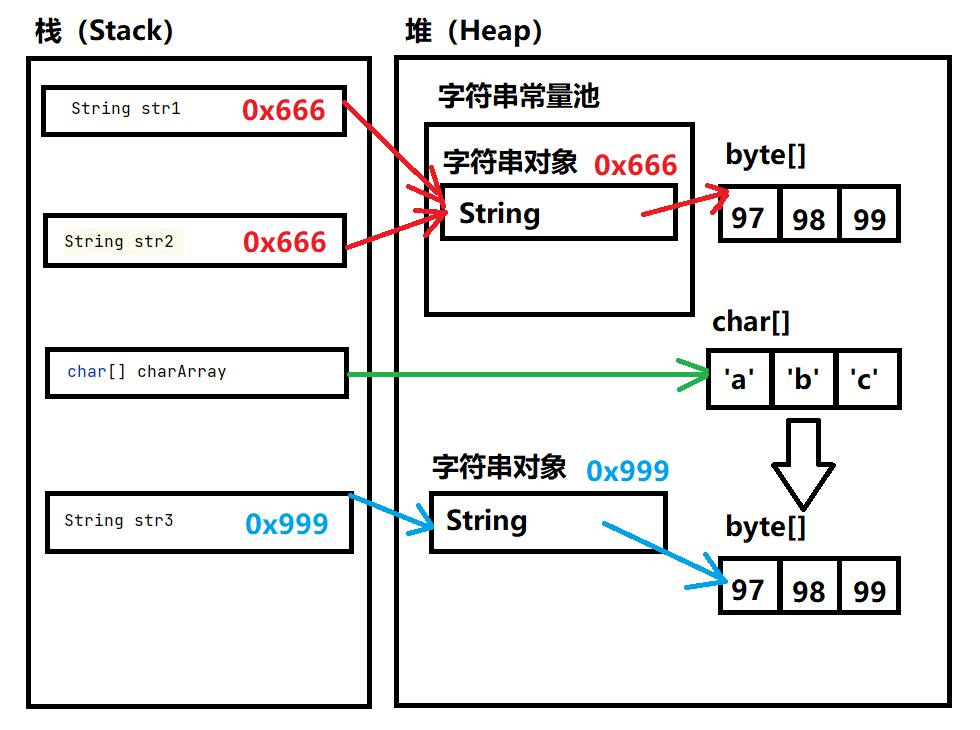 栈（Stack）
堆（Heap）
字符串常量池
String str1 0x666
字符串对象 0x666
byte[]
String
97 98 99
String str2 0x666
char[]
char[] charArray
'a' 'b' 'c'
字符串对象 0x999
String str3 0x999
String
byte[]
97 98 99